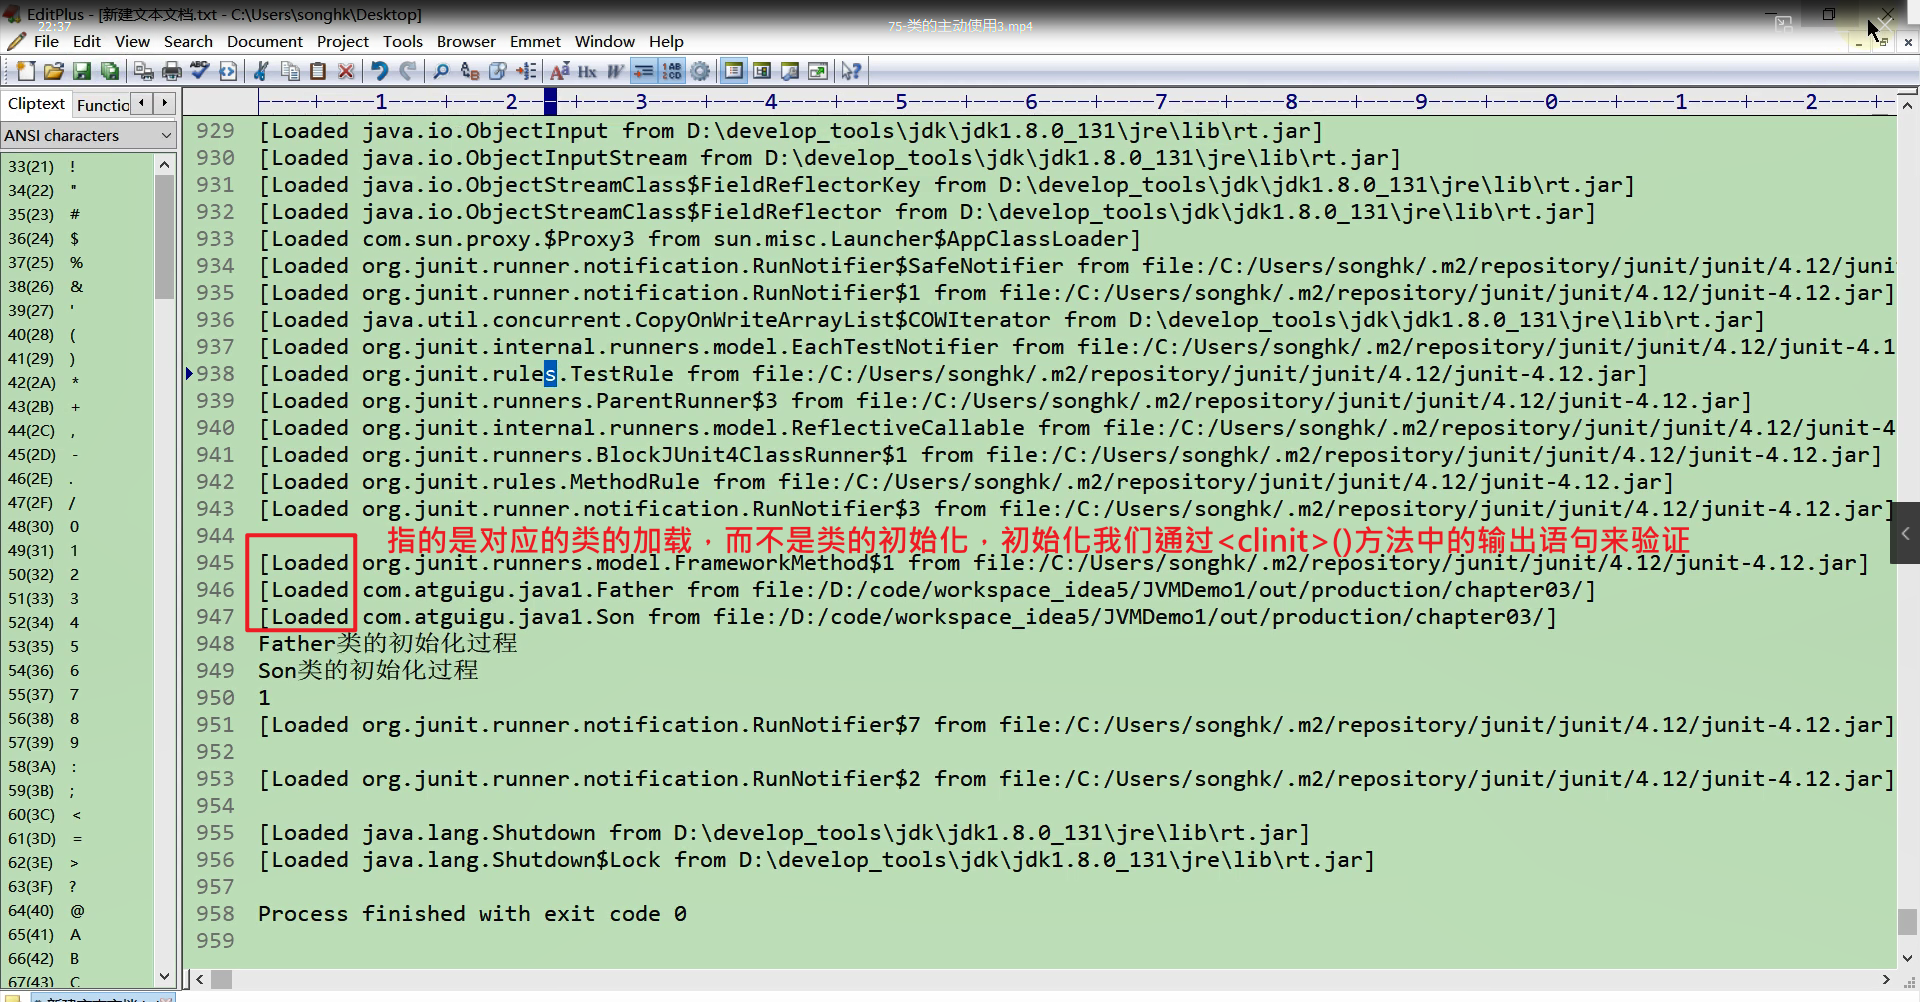 EditPlus - [新建文本文档.txt - C:\Users\songhk\Desktop]
22:37
75-类的主动使用3.mp4
File Edit View Search Document Project Tools Browser Emmet Window Help
Cliptext Functio
----+----1----+----2----+----3----+----4----+----5----+----6----+----7----+----8----+----9----+----0----+----1----+----2----+-
ANSI characters
33(21) !
34(22) "
35(23) #
36(24) $
37(25) %
38(26) &
39(27) '
40(28) (
41(29) )
42(2A) *
43(2B) +
44(2C) ,
45(2D) -
46(2E) .
47(2F) /
48(30) 0
49(31) 1
50(32) 2
51(33) 3
52(34) 4
53(35) 5
54(36) 6
55(37) 7
56(38) 8
57(39) 9
58(3A) :
59(3B) ;
60(3C) <
61(3D) =
62(3E) >
63(3F) ?
64(40) @
65(41) A
66(42) B
67(43) C
929 [Loaded java.io.ObjectInput from D:\develop_tools\jdk\jdk1.8.0_131\jre\lib\rt.jar]
930 [Loaded java.io.ObjectInputStream from D:\develop_tools\jdk\jdk1.8.0_131\jre\lib\rt.jar]
931 [Loaded java.io.ObjectStreamClass$FieldReflectorKey from D:\develop_tools\jdk\jdk1.8.0_131\jre\lib\rt.jar]
932 [Loaded java.io.ObjectStreamClass$FieldReflector from D:\develop_tools\jdk\jdk1.8.0_131\jre\lib\rt.jar]
933 [Loaded com.sun.proxy.$Proxy3 from sun.misc.Launcher$AppClassLoader]
934 [Loaded org.junit.runner.notification.RunNotifier$SafeNotifier from file:/C:/Users/songhk/.m2/repository/junit/junit/4.12/juni
935 [Loaded org.junit.runner.notification.RunNotifier$1 from file:/C:/Users/songhk/.m2/repository/junit/junit/4.12/junit-4.12.jar]
936 [Loaded java.util.concurrent.CopyOnWriteArrayList$COWIterator from D:\develop_tools\jdk\jdk1.8.0_131\jre\lib\rt.jar]
937 [Loaded org.junit.internal.runners.model.EachTestNotifier from file:/C:/Users/songhk/.m2/repository/junit/junit/4.12/junit-4.1
938 [Loaded org.junit.rules.TestRule from file:/C:/Users/songhk/.m2/repository/junit/junit/4.12/junit-4.12.jar]
939 [Loaded org.junit.runners.ParentRunner$3 from file:/C:/Users/songhk/.m2/repository/junit/junit/4.12/junit-4.12.jar]
940 [Loaded org.junit.internal.runners.model.ReflectiveCallable from file:/C:/Users/songhk/.m2/repository/junit/junit/4.12/junit-4
941 [Loaded org.junit.runners.BlockJUnit4ClassRunner$1 from file:/C:/Users/songhk/.m2/repository/junit/junit/4.12/junit-4.12.jar]
942 [Loaded org.junit.rules.MethodRule from file:/C:/Users/songhk/.m2/repository/junit/junit/4.12/junit-4.12.jar]
943 [Loaded org.junit.runner.notification.RunNotifier$3 from file:/C:/Users/songhk/.m2/repository/junit/junit/4.12/junit-4.12.jar]
944
指的是对应的类的加载，而不是类的初始化，初始化我们通过<clinit>()方法中的输出语句来验证
945 [Loaded org.junit.runners.model.FrameworkMethod$1 from file:/C:/Users/songhk/.m2/repository/junit/junit/4.12/junit-4.12.jar]
946 [Loaded com.atguigu.java1.Father from file:/D:/code/workspace_idea5/JVMDemo1/out/production/chapter03/]
947 [Loaded com.atguigu.java1.Son from file:/D:/code/workspace_idea5/JVMDemo1/out/production/chapter03/]
948 Father类的初始化过程
949 Son类的初始化过程
950 1
951 [Loaded org.junit.runner.notification.RunNotifier$7 from file:/C:/Users/songhk/.m2/repository/junit/junit/4.12/junit-4.12.jar]
952
953 [Loaded org.junit.runner.notification.RunNotifier$2 from file:/C:/Users/songhk/.m2/repository/junit/junit/4.12/junit-4.12.jar]
954
955 [Loaded java.lang.Shutdown from D:\develop_tools\jdk\jdk1.8.0_131\jre\lib\rt.jar]
956 [Loaded java.lang.Shutdown$Lock from D:\develop_tools\jdk\jdk1.8.0_131\jre\lib\rt.jar]
957
958 Process finished with exit code 0
959